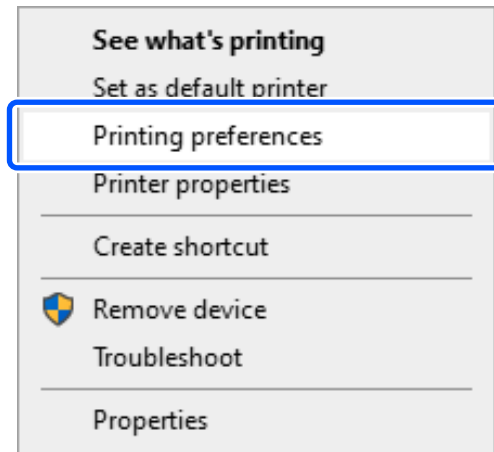 See what's printing
Set as default printer
Printing preferences
Printer properties
Create shortcut
Remove device
Troubleshoot
Properties